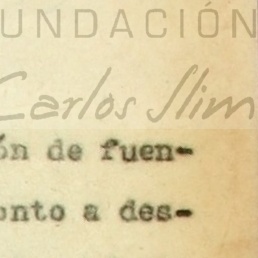 UNDACIÓN
Carlos Slim
ón de fuen-
onto a des-